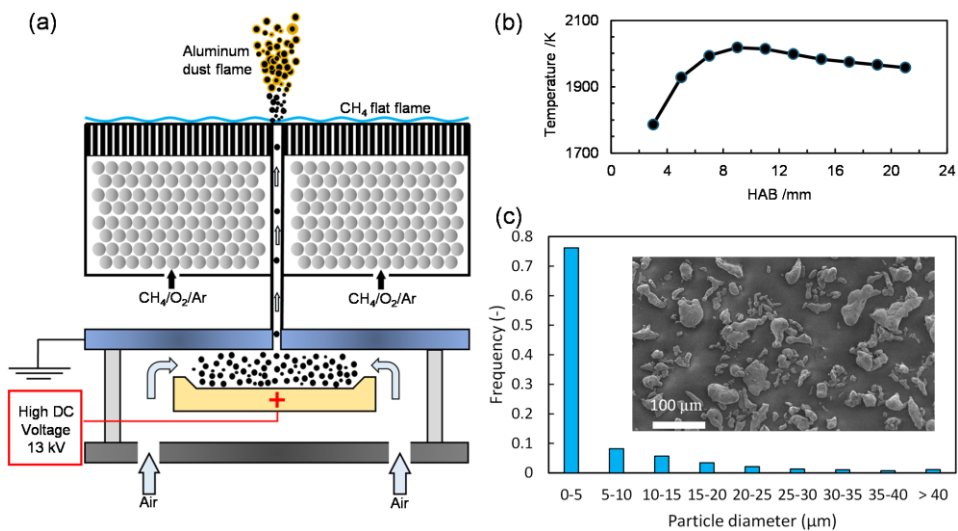 (a)
Aluminum
dust flame
CH₄ flat flame
CH₄/O₂/Ar
CH₄/O₂/Ar
High DC
Voltage
13 kV
+
Air
Air
(b)
Temperature /K
2100
1900
1700
0
4
8
12
16
20
24
HAB /mm
(c)
Frequency (-)
0.8
0.7
0.6
0.5
0.4
0.3
0.2
0.1
0
100 μm
0-5
5-10
10-15
15-20
20-25
25-30
30-35
35-40
> 40
Particle diameter (μm)